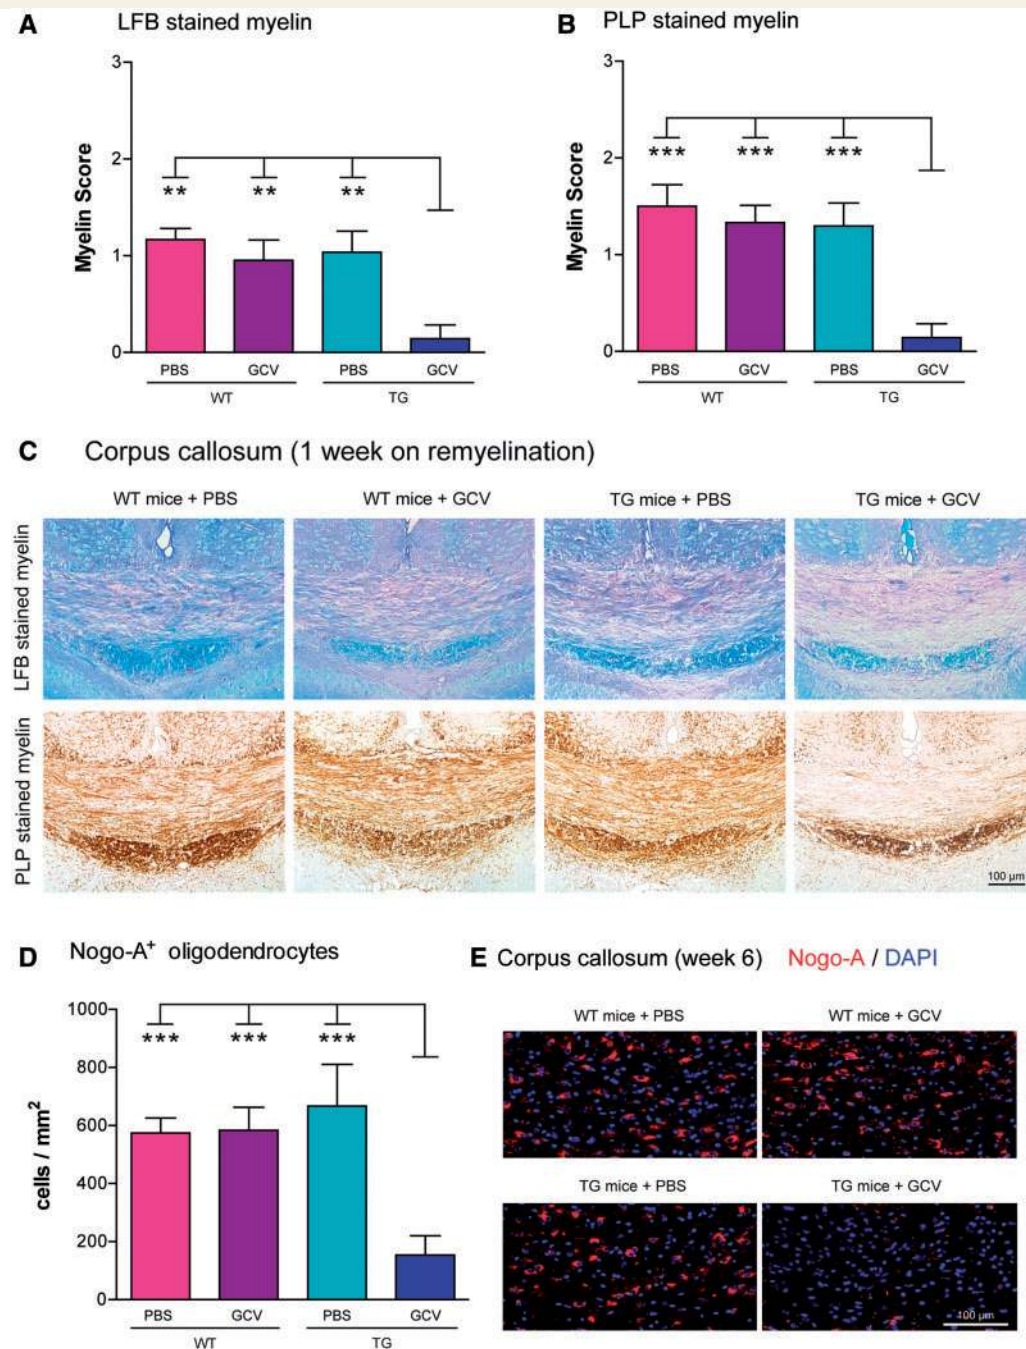 A LFB stained myelin
3
2
1
0
Myelin Score
** ** **
PBS GCV PBS GCV
WT TG
B PLP stained myelin
3
2
1
0
Myelin Score
*** *** ***
PBS GCV PBS GCV
WT TG
C Corpus callosum (1 week on remyelination)
WT mice + PBS WT mice + GCV TG mice + PBS TG mice + GCV
LFB stained myelin
PLP stained myelin
100 µm
D Nogo-A⁺ oligodendrocytes
1000
800
600
400
200
0
cells / mm²
*** *** ***
PBS GCV PBS GCV
WT TG
E Corpus callosum (week 6) Nogo-A / DAPI
WT mice + PBS WT mice + GCV
TG mice + PBS TG mice + GCV
100 µm